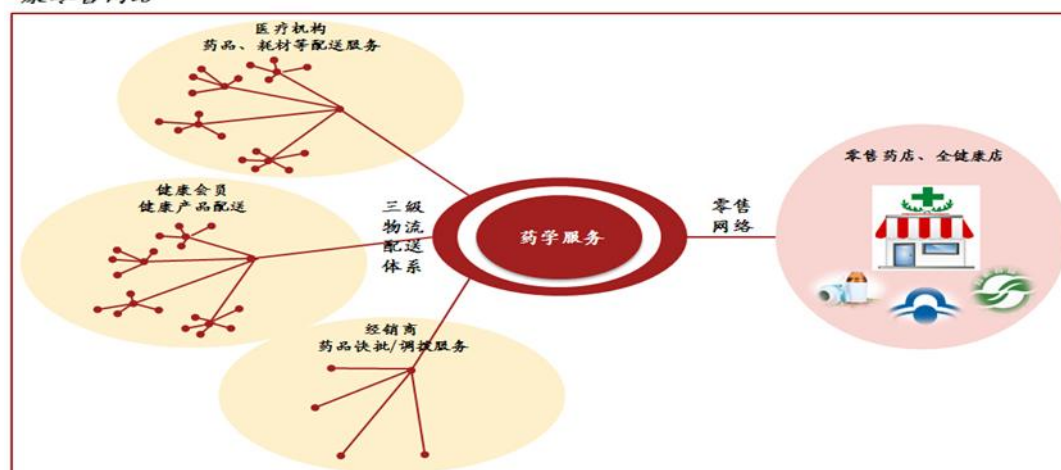 医疗机构
药品、耗材等配送服务
健康会员
健康产品配送
三级
物流
配送
体系
药学服务
零售
网络
零售药店、全健康店
经销商
药品快批/调拨服务